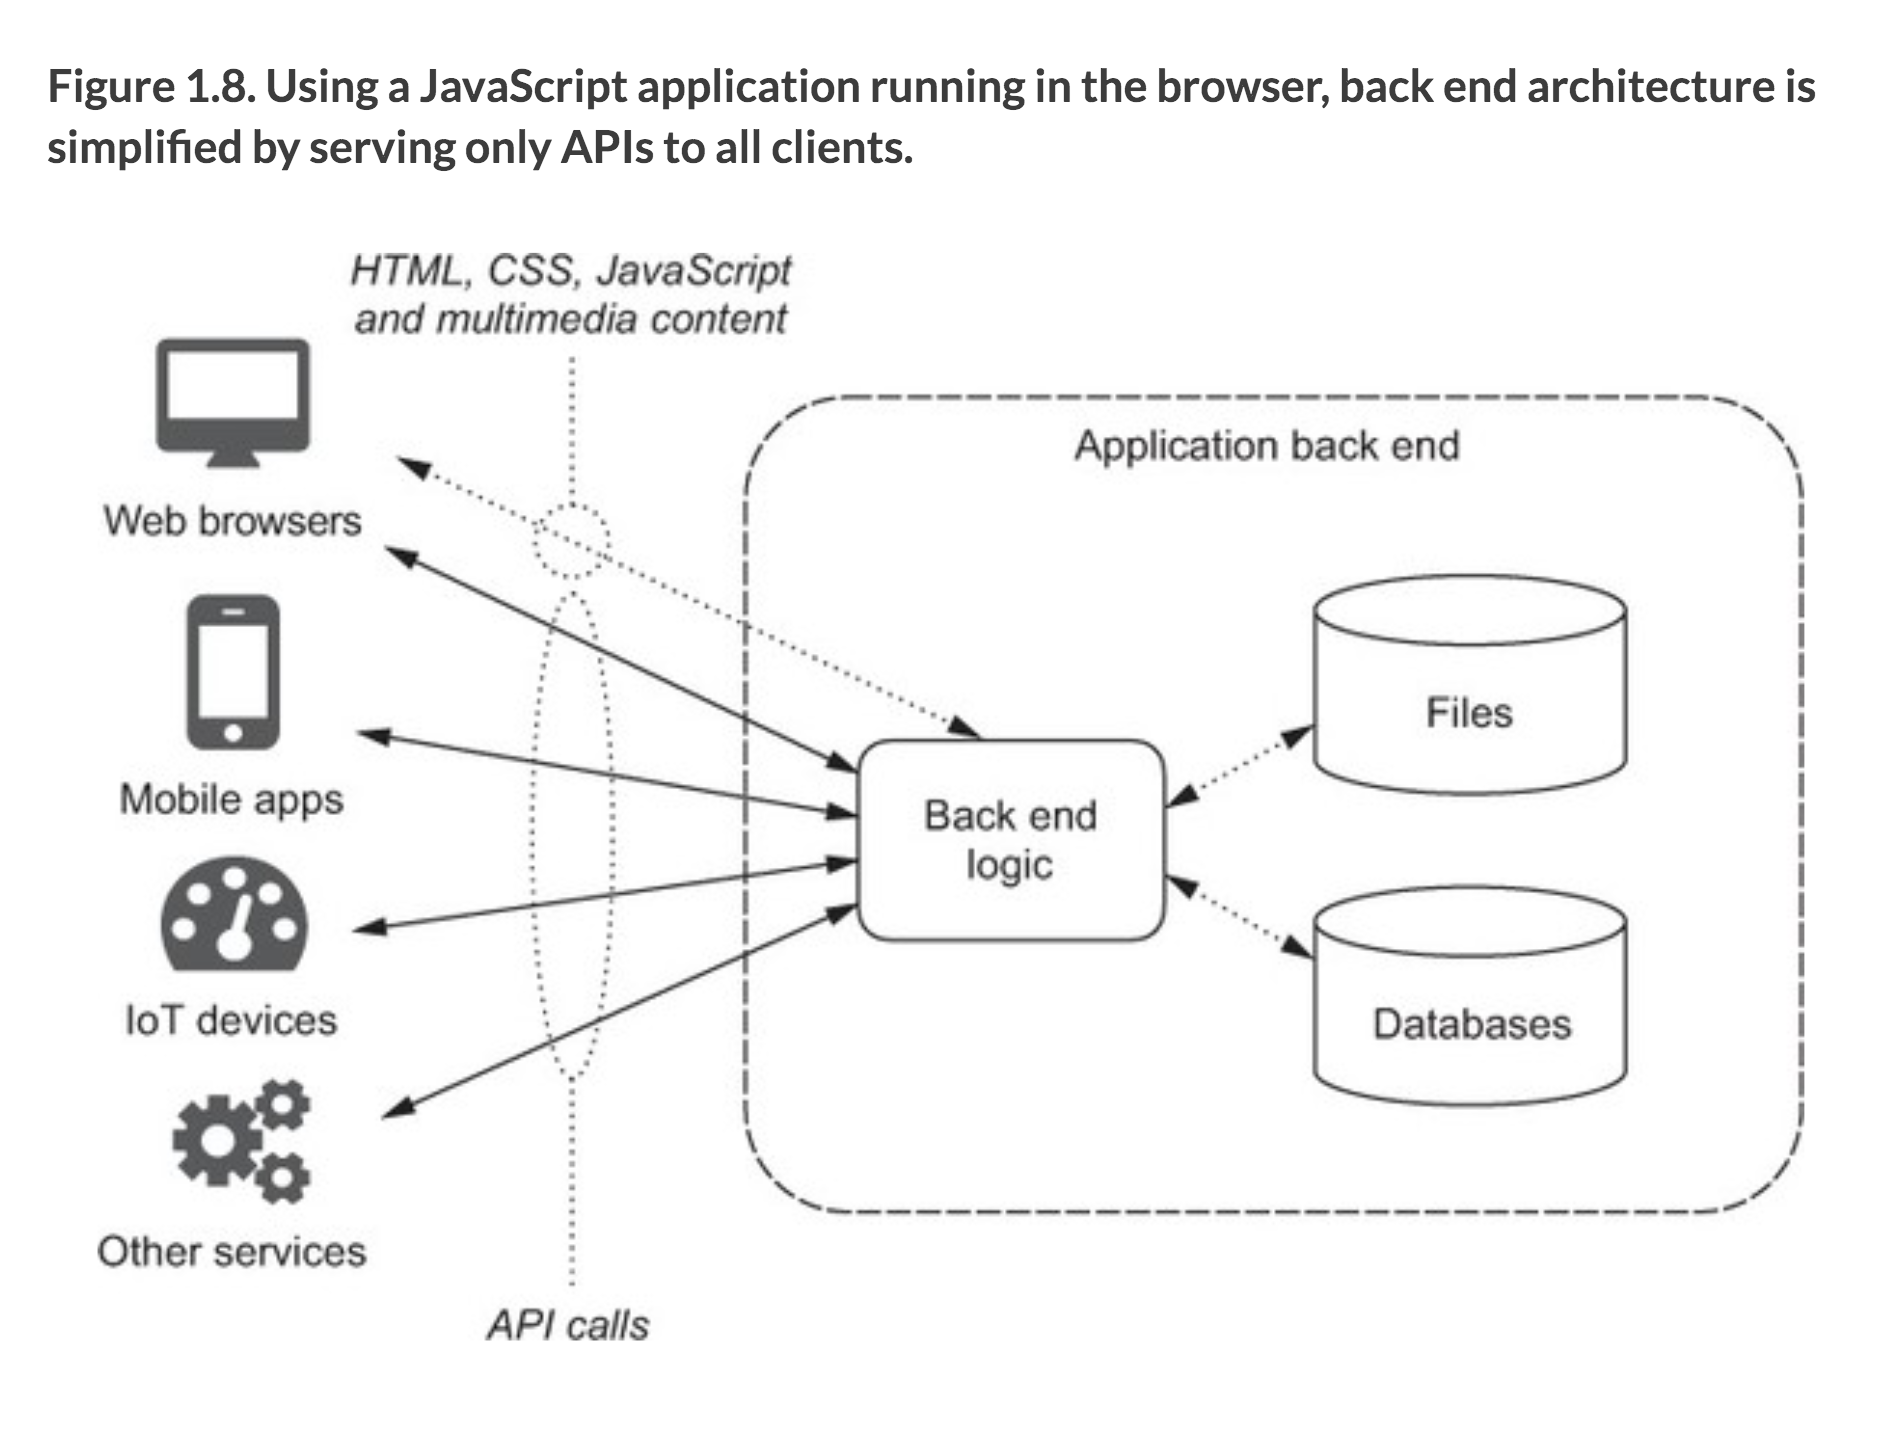 Figure 1.8. Using a JavaScript application running in the browser, back end architecture is
simplified by serving only APIs to all clients.
HTML, CSS, JavaScript
and multimedia content
Web browsers
Mobile apps
IoT devices
Other services
API calls
Application back end
Back end
logic
Files
Databases